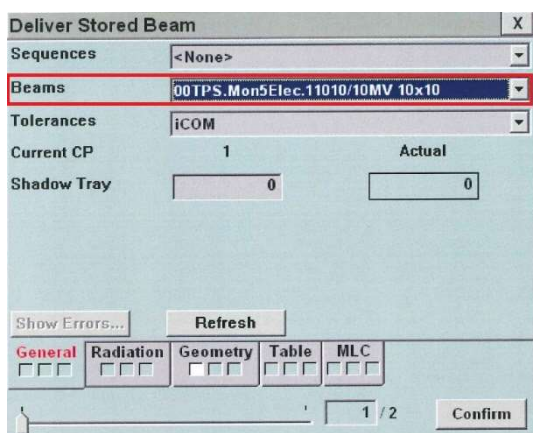 Deliver Stored Beam X
Sequences <None>
Beams 00TPS.Mon5Elec.11010/10MV 10x10
Tolerances iCOM
Current CP 1 Actual
Shadow Tray 0 0
Show Errors... Refresh
General Radiation Geometry Table MLC
1 / 2 Confirm